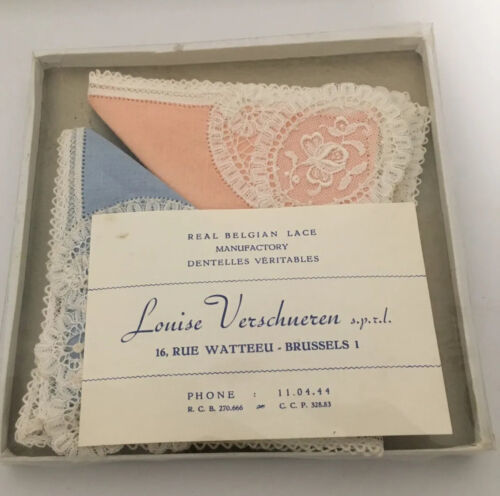 REAL BELGIAN LACE
MANUFACTORY
DENTELLES VÉRITABLES
Louise Verschueren s.p.r.l.
16, RUE WATTEEU - BRUSSELS 1
PHONE : 11.04.44
R. C. B. 270.666 — C. C. P. 328.83